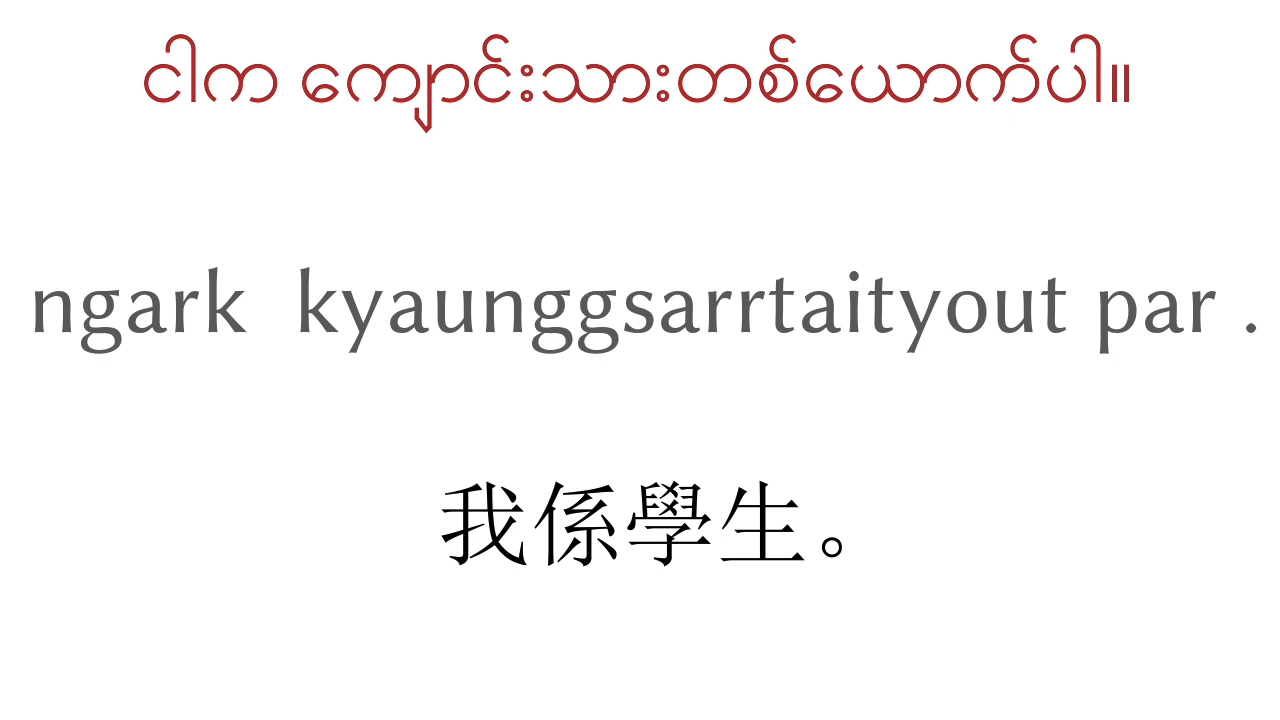 ငါက ကျောင်းသားတစ်ယောက်ပါ။
ngark kyaunggsarrtaityout par .
我係學生。